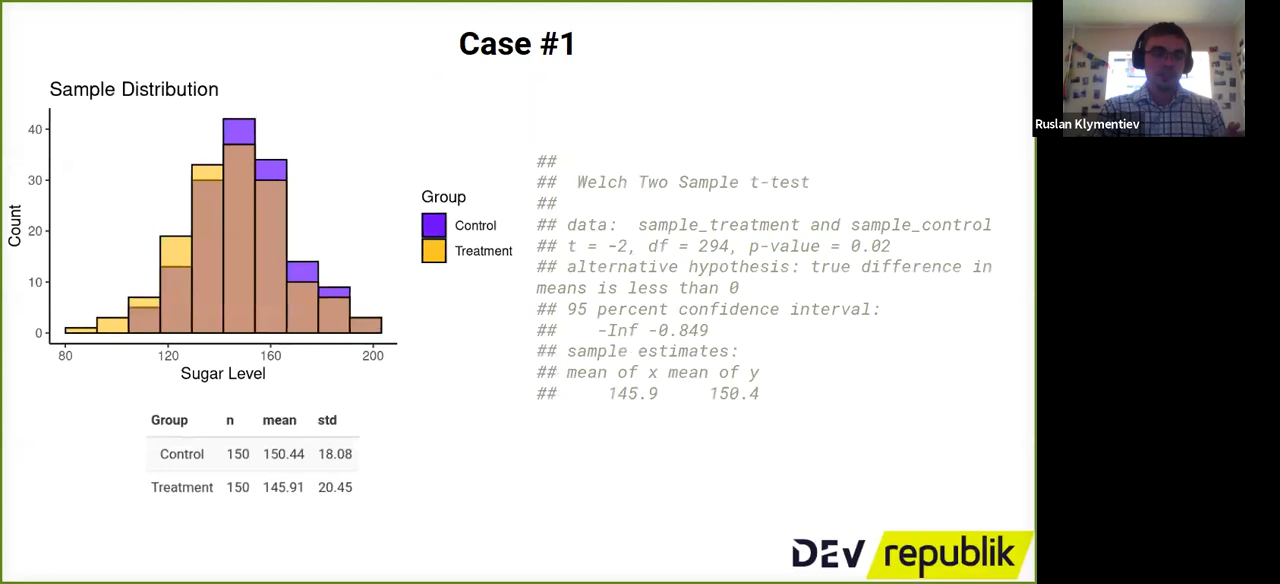 Case #1
Sample Distribution
40
30
20
10
0
Count
80 120 160 200
Sugar Level
Group
Control
Treatment
Group n mean std
Control 150 150.44 18.08
Treatment 150 145.91 20.45
##
## Welch Two Sample t-test
##
## data: sample_treatment and sample_control
## t = -2, df = 294, p-value = 0.02
## alternative hypothesis: true difference in
means is less than 0
## 95 percent confidence interval:
## -Inf -0.849
## sample estimates:
## mean of x mean of y
## 145.9 150.4
DEV republik
Ruslan Klymentiev